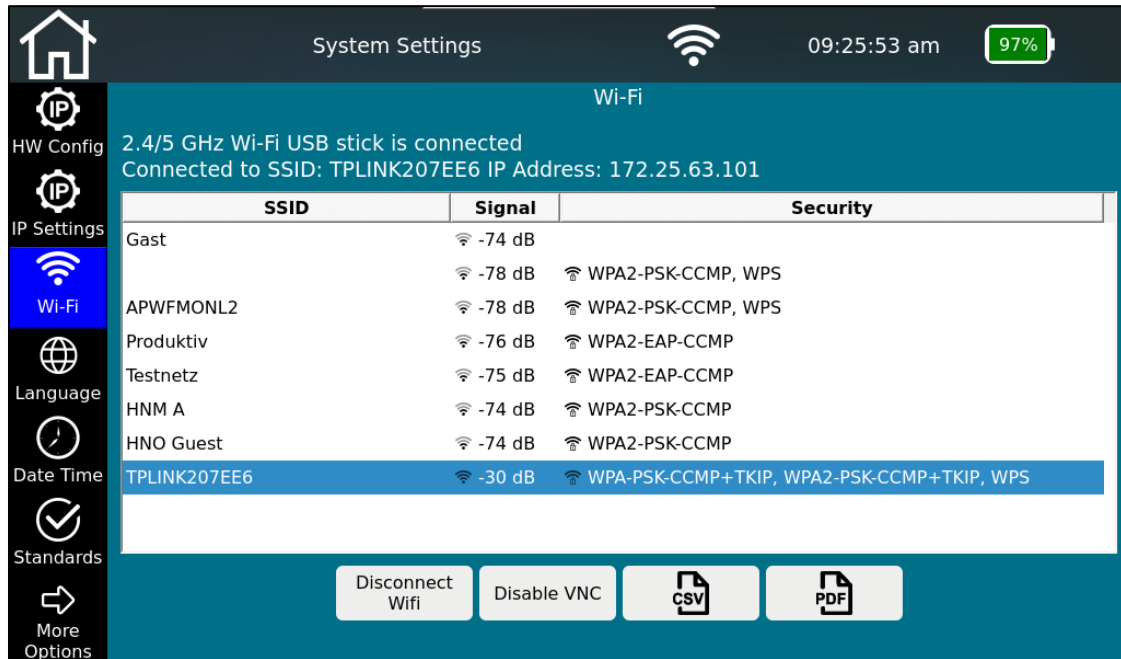 System Settings 09:25:53 am 97%
IP
HW Config
IP
IP Settings
Wi-Fi
Language
Date Time
Standards
More
Options
Wi-Fi
2.4/5 GHz Wi-Fi USB stick is connected
Connected to SSID: TPLINK207EE6 IP Address: 172.25.63.101
SSID Signal Security
Gast -74 dB
-78 dB WPA2-PSK-CCMP, WPS
APWFMONL2 -78 dB WPA2-PSK-CCMP, WPS
Produktiv -76 dB WPA2-EAP-CCMP
Testnetz -75 dB WPA2-EAP-CCMP
HNM A -74 dB WPA2-PSK-CCMP
HNO Guest -74 dB WPA2-PSK-CCMP
TPLINK207EE6 -30 dB WPA-PSK-CCMP+TKIP, WPA2-PSK-CCMP+TKIP, WPS
Disconnect
Wifi
Disable VNC
CSV
PDF